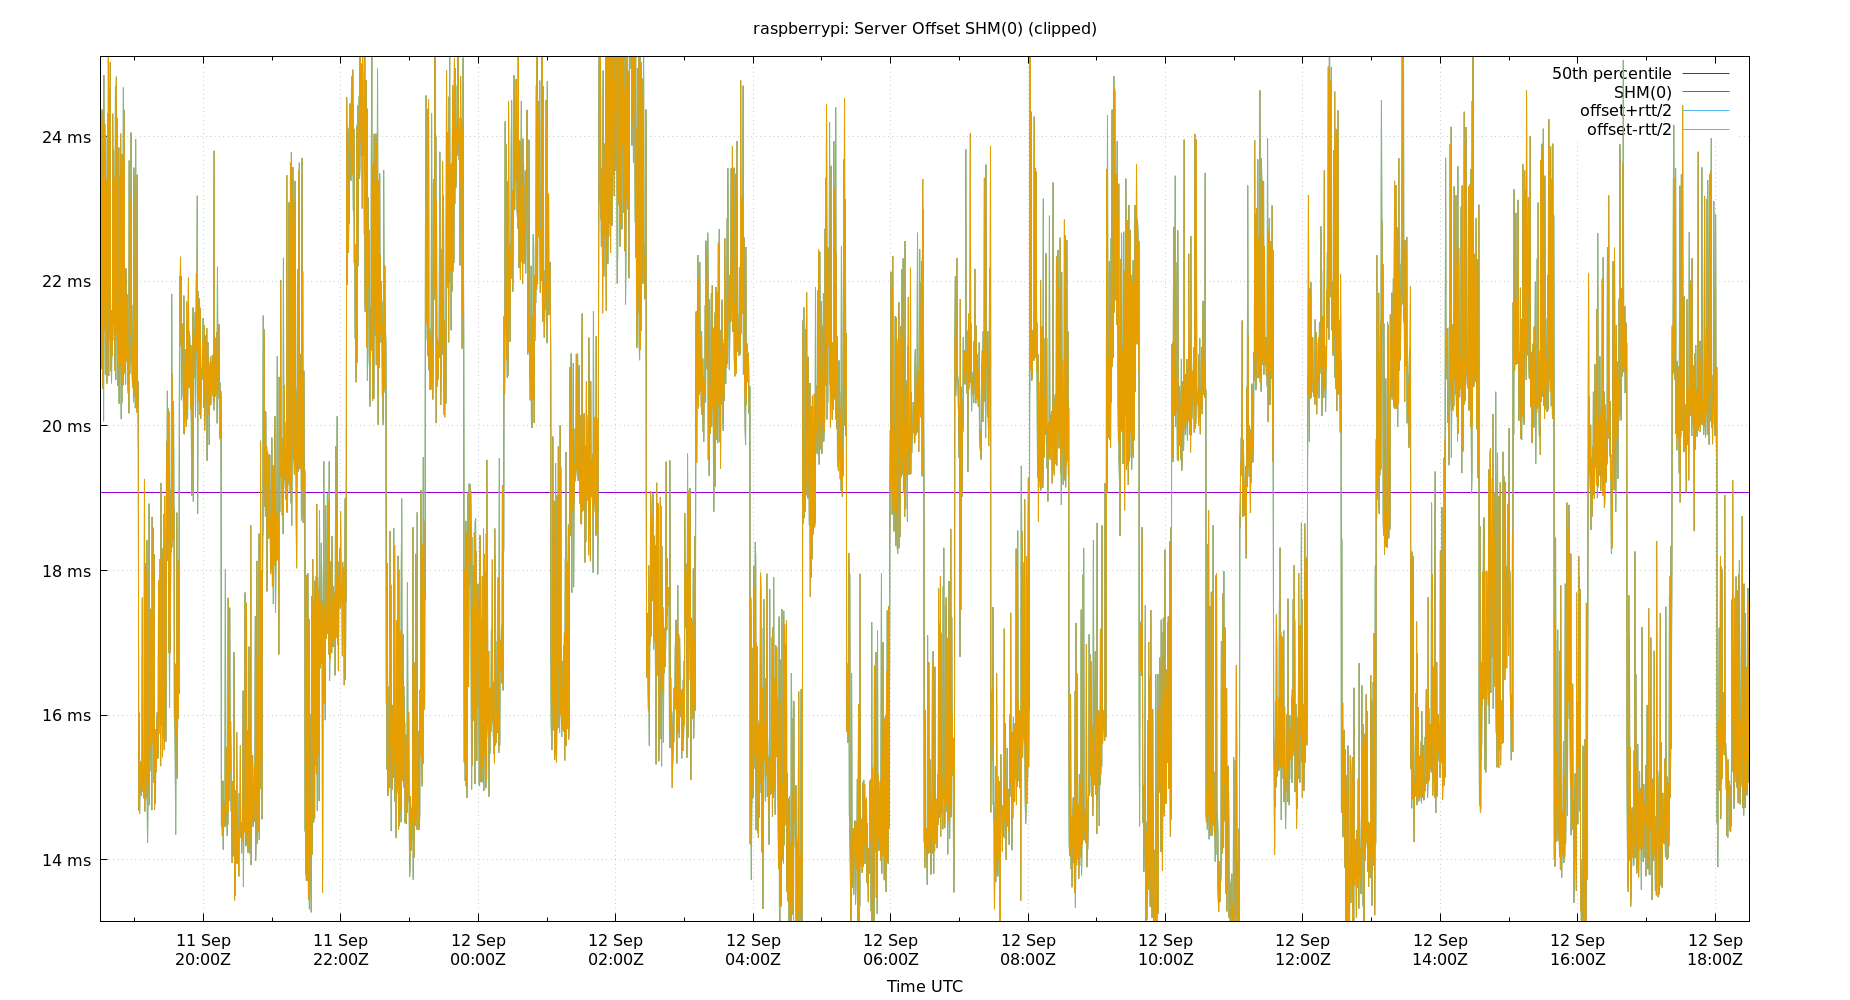 raspberrypi: Server Offset SHM(0) (clipped)
50th percentile
SHM(0)
offset+rtt/2
offset-rtt/2
24 ms
22 ms
20 ms
18 ms
16 ms
14 ms
11 Sep 11 Sep 12 Sep 12 Sep 12 Sep 12 Sep 12 Sep 12 Sep 12 Sep 12 Sep 12 Sep 12 Sep
20:00Z 22:00Z 00:00Z 02:00Z 04:00Z 06:00Z 08:00Z 10:00Z 12:00Z 14:00Z 16:00Z 18:00Z
Time UTC